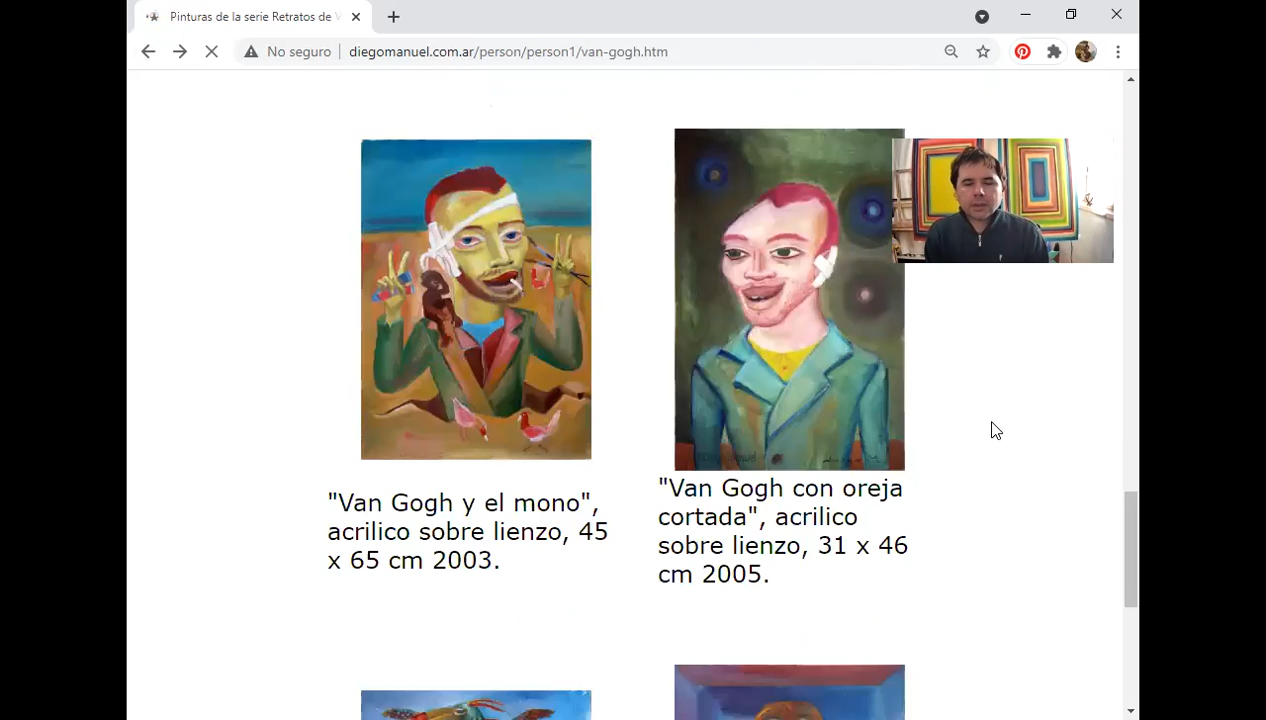 Pinturas de la serie Retratos de V
No seguro
diegomanuel.com.ar/person/person1/van-gogh.htm
"Van Gogh y el mono",
acrilico sobre lienzo, 45
x 65 cm 2003.
"Van Gogh con oreja
cortada", acrilico
sobre lienzo, 31 x 46
cm 2005.